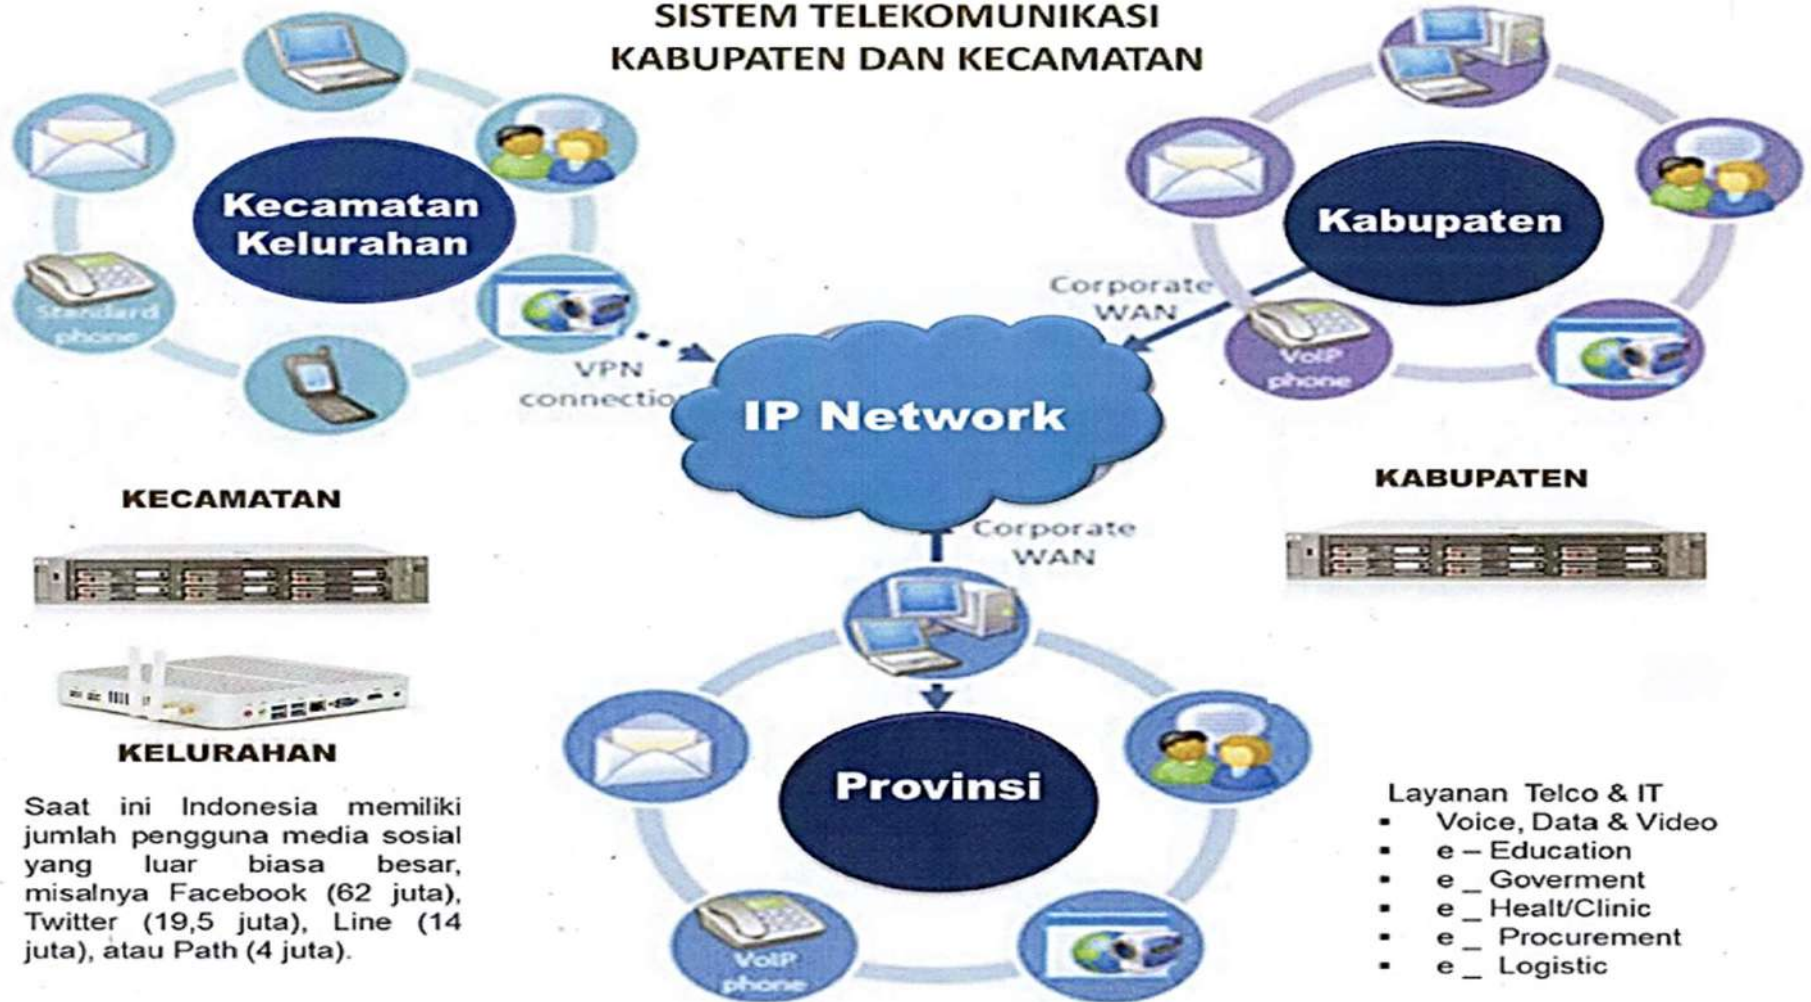 SISTEM TELEKOMUNIKASI
KABUPATEN DAN KECAMATAN
Kecamatan
Kelurahan
Standard
phone
VPN
connectio
Kabupaten
VoIP
phone
Corporate
WAN
IP Network
Corporate
WAN
KECAMATAN
KELURAHAN
KABUPATEN
Provinsi
VoIP
phone
Saat ini Indonesia memiliki
jumlah pengguna media sosial
yang luar biasa besar,
misalnya Facebook (62 juta),
Twitter (19,5 juta), Line (14
juta), atau Path (4 juta).
Layanan Telco & IT
▪ Voice, Data & Video
▪ e – Education
▪ e _ Goverment
▪ e _ Healt/Clinic
▪ e _ Procurement
▪ e _ Logistic